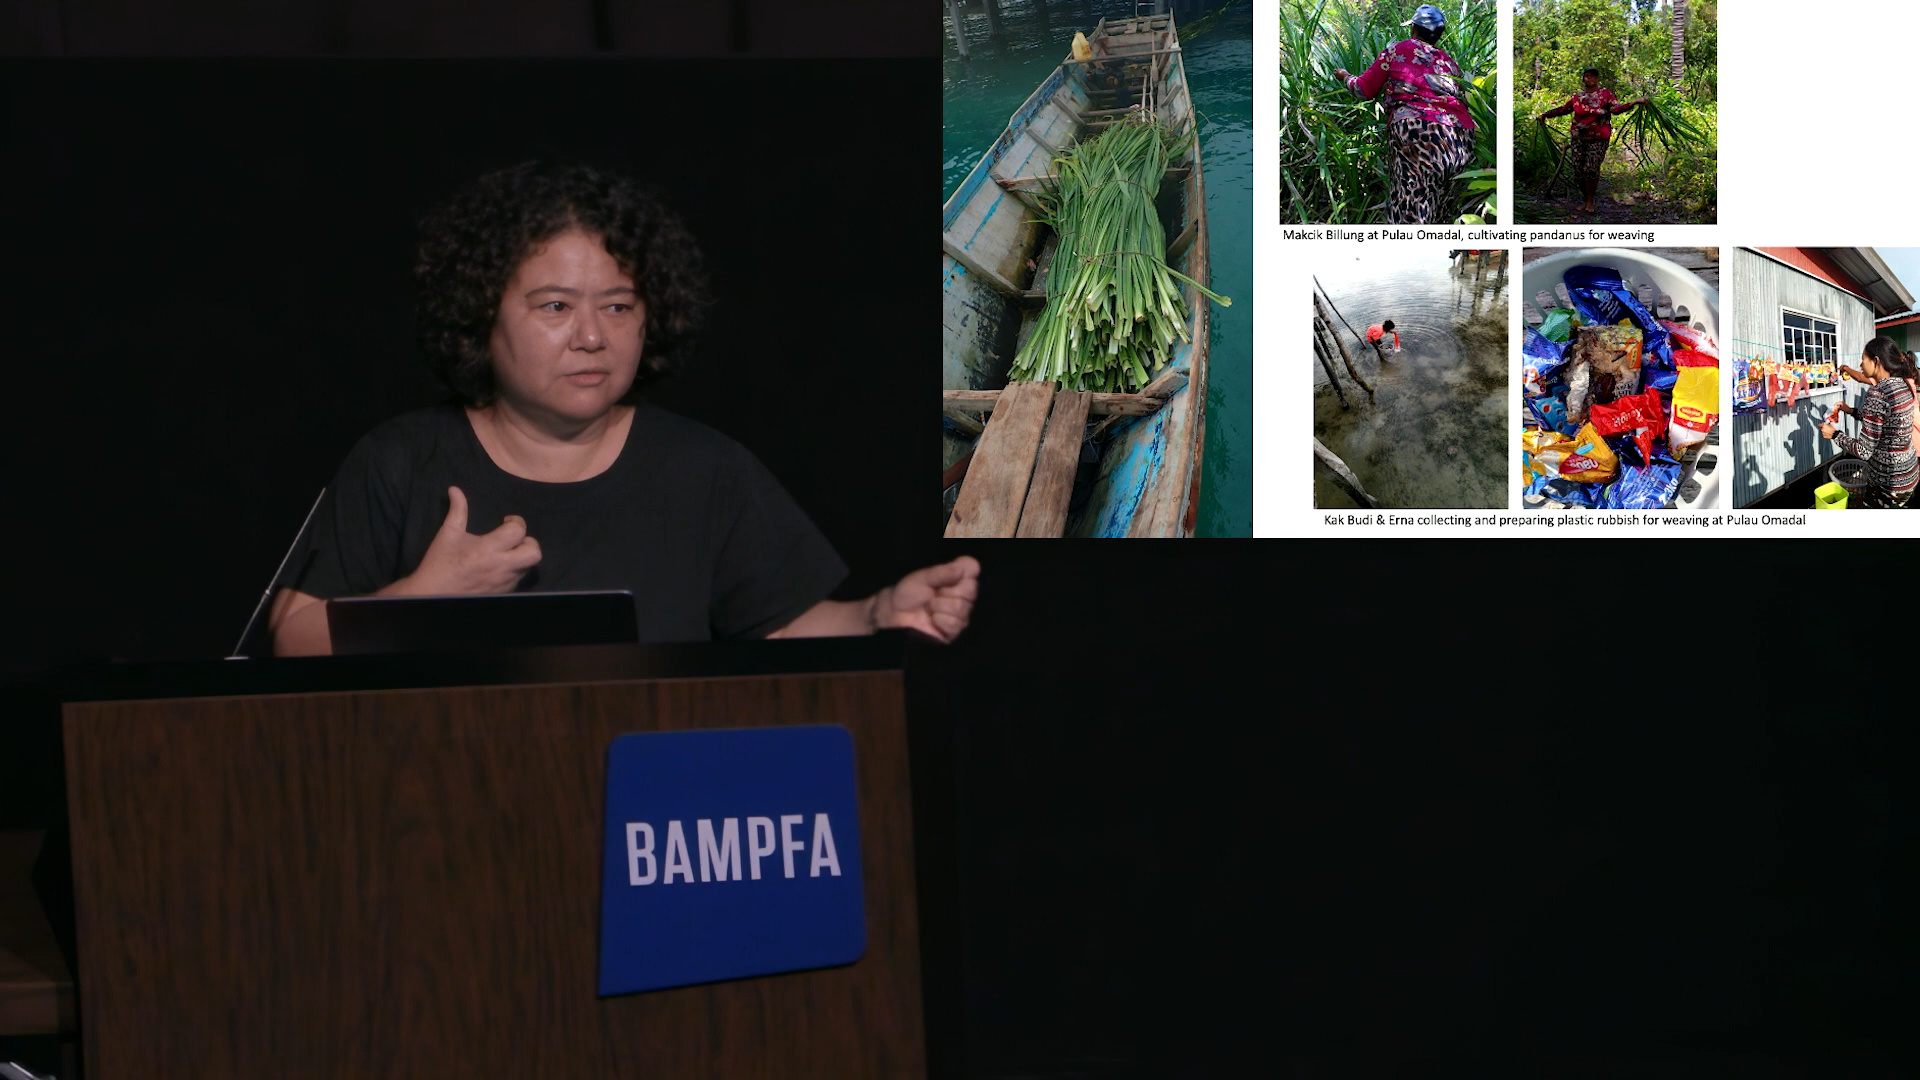 Makcik Billung at Pulau Omadal, cultivating pandanus for weaving
Kak Budi & Erna collecting and preparing plastic rubbish for weaving at Pulau Omadal
BAMPFA